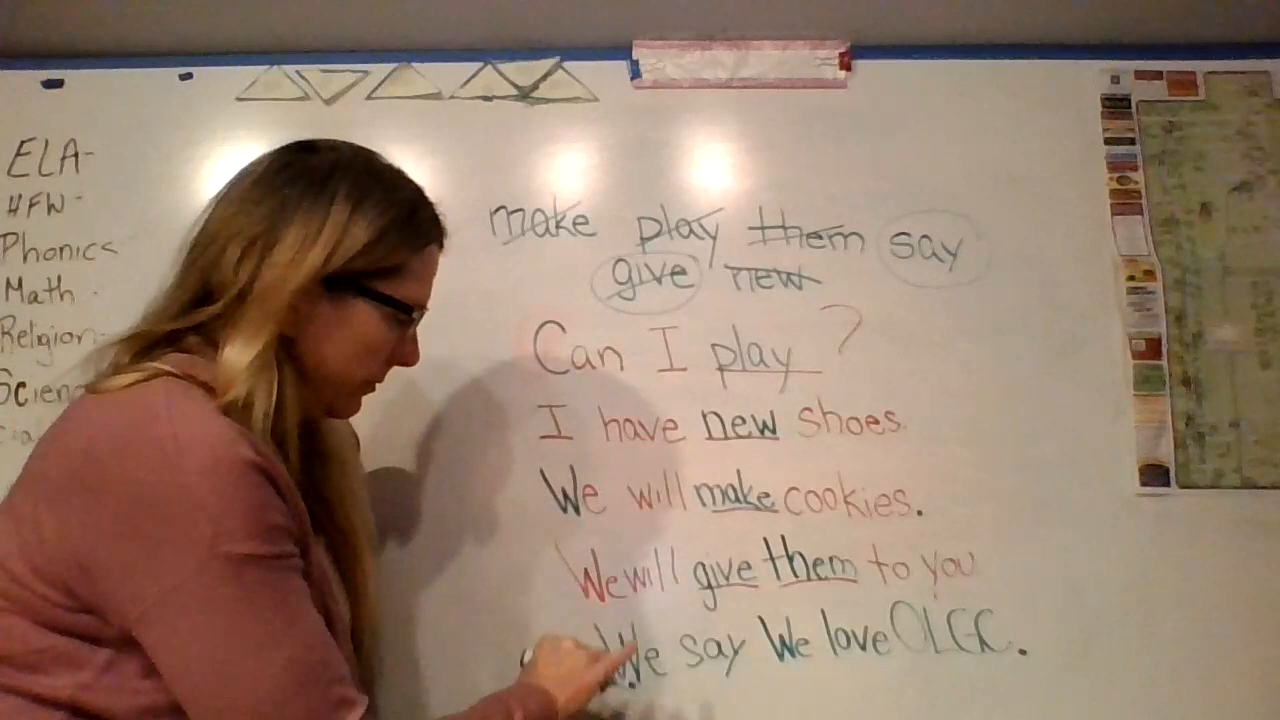 ELA-
HFW-
Phonics
Math -
Religion-
make play them say
give new
Can I play ?
I have new shoes.
We will make cookies.
We will give them to you
We say We love OLGC.